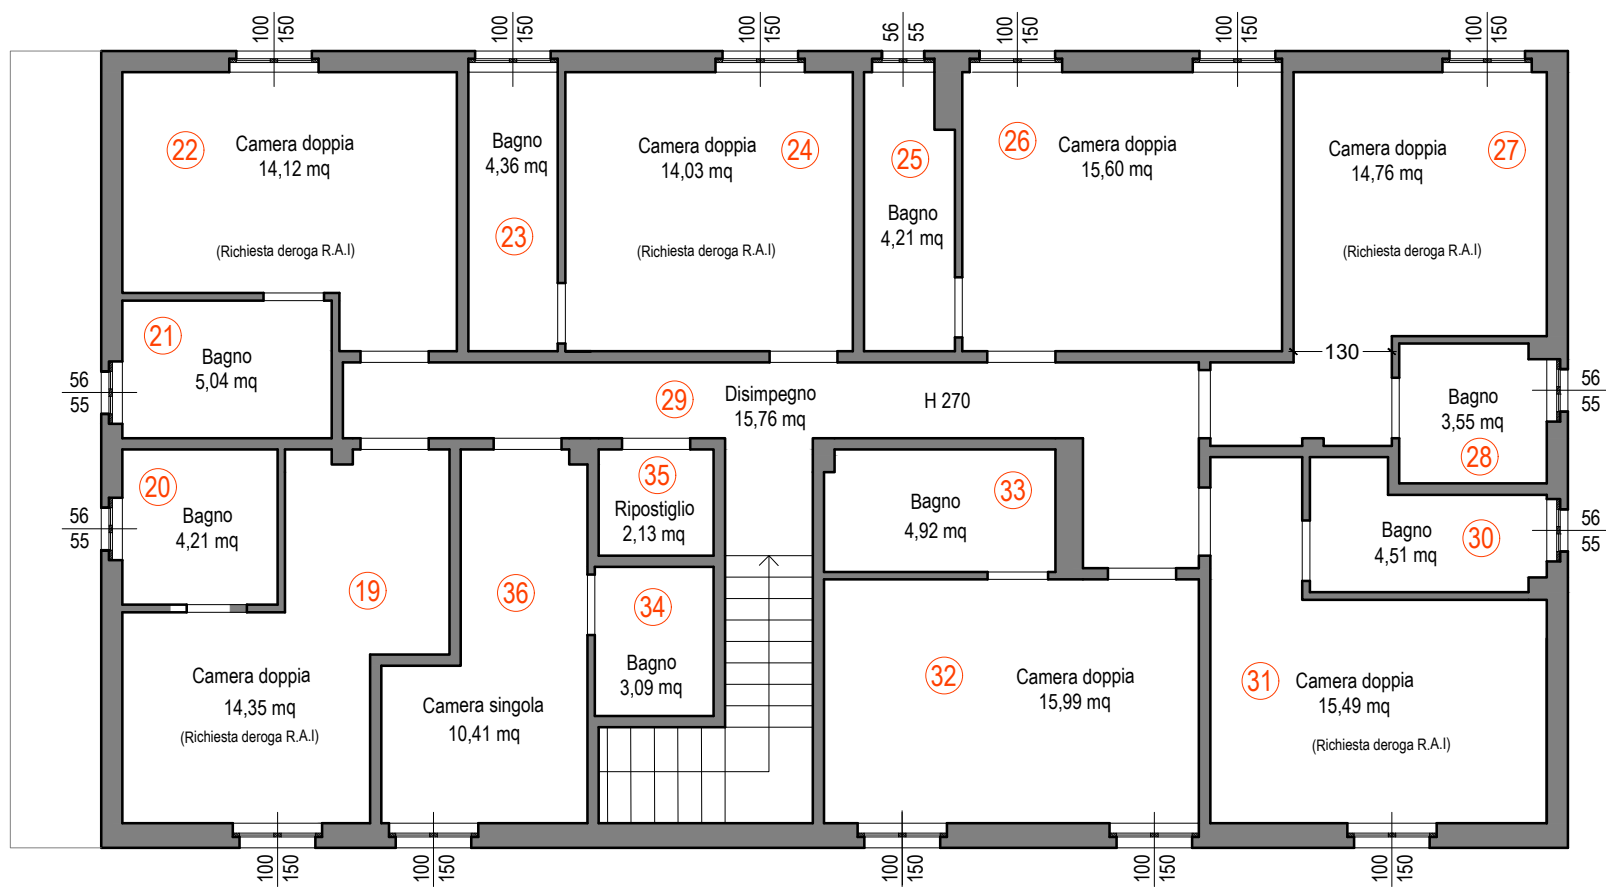 100 150
100 150
100 150
56 55
100 150
100 150
100 150
22
Camera doppia
14,12 mq
(Richiesta deroga R.A.I)
Bagno
4,36 mq
23
Camera doppia
14,03 mq
24
(Richiesta deroga R.A.I)
25
Bagno
4,21 mq
26
Camera doppia
15,60 mq
27
Camera doppia
14,76 mq
(Richiesta deroga R.A.I)
21
Bagno
5,04 mq
56
55
29
Disimpegno
15,76 mq
H 270
130
Bagno
3,55 mq
28
56
55
20
Bagno
4,21 mq
56
55
35
Ripostiglio
2,13 mq
33
Bagno
4,92 mq
Bagno
4,51 mq
30
56
55
19
Camera doppia
14,35 mq
(Richiesta deroga R.A.I)
36
Camera singola
10,41 mq
34
Bagno
3,09 mq
32
Camera doppia
15,99 mq
31
Camera doppia
15,49 mq
(Richiesta deroga R.A.I)
100 150
100 150
100 150
100 150
100 150